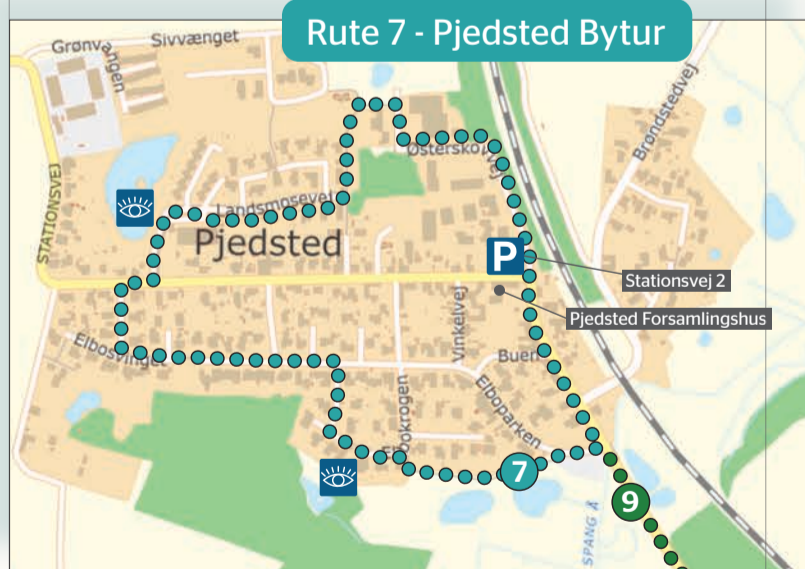 Rute 7 - Pjedsted Bytur
Grønvangen
Sivvænget
Brøndstedvej
Østerskovvej
STATIONSVEJ
Landsmosevej
Pjedsted
P
Stationsvej 2
Pjedsted Forsamlingshus
Vinkelvej
Elbosvinget
Buen
Elboparken
Elbokrogen
7
9
SPANG Å